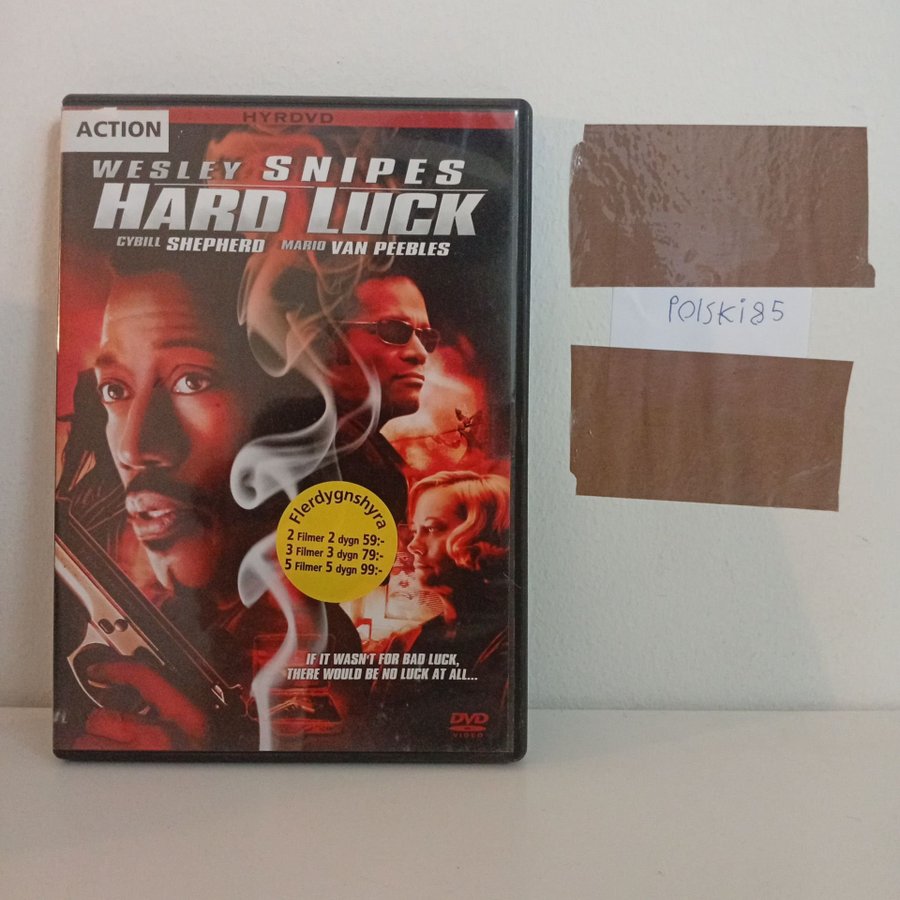 HYRDVD
ACTION
WESLEY SNIPES
HARD LUCK
CYBILL SHEPHERD MARIO VAN PEEBLES
Polski85
Flerdygnshyra
2 Filmer 2 dygn 59:-
3 Filmer 3 dygn 79:-
5 Filmer 5 dygn 99:-
IF IT WASN'T FOR BAD LUCK,
THERE WOULD BE NO LUCK AT ALL...
DVD
VIDEO